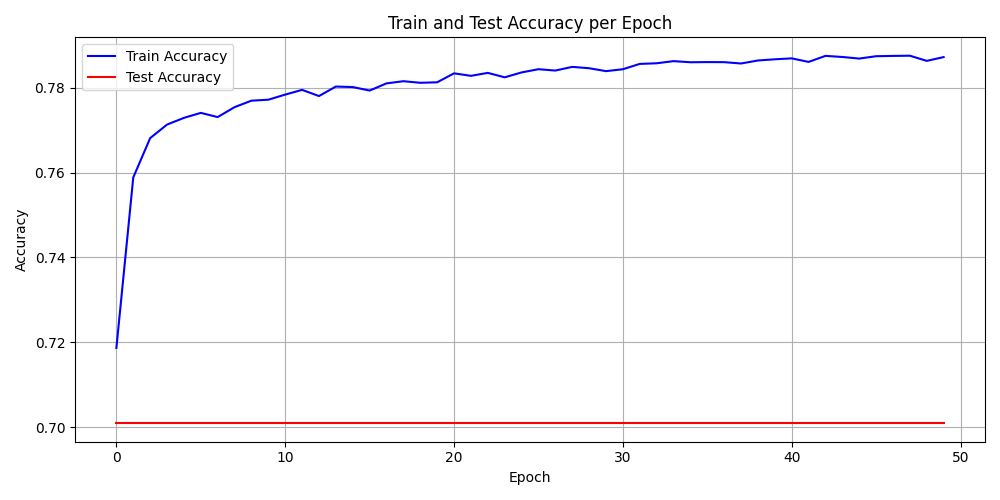 Train and Test Accuracy per Epoch
Train Accuracy
Test Accuracy
Accuracy
0.78
0.76
0.74
0.72
0.70
0
10
20
30
40
50
Epoch